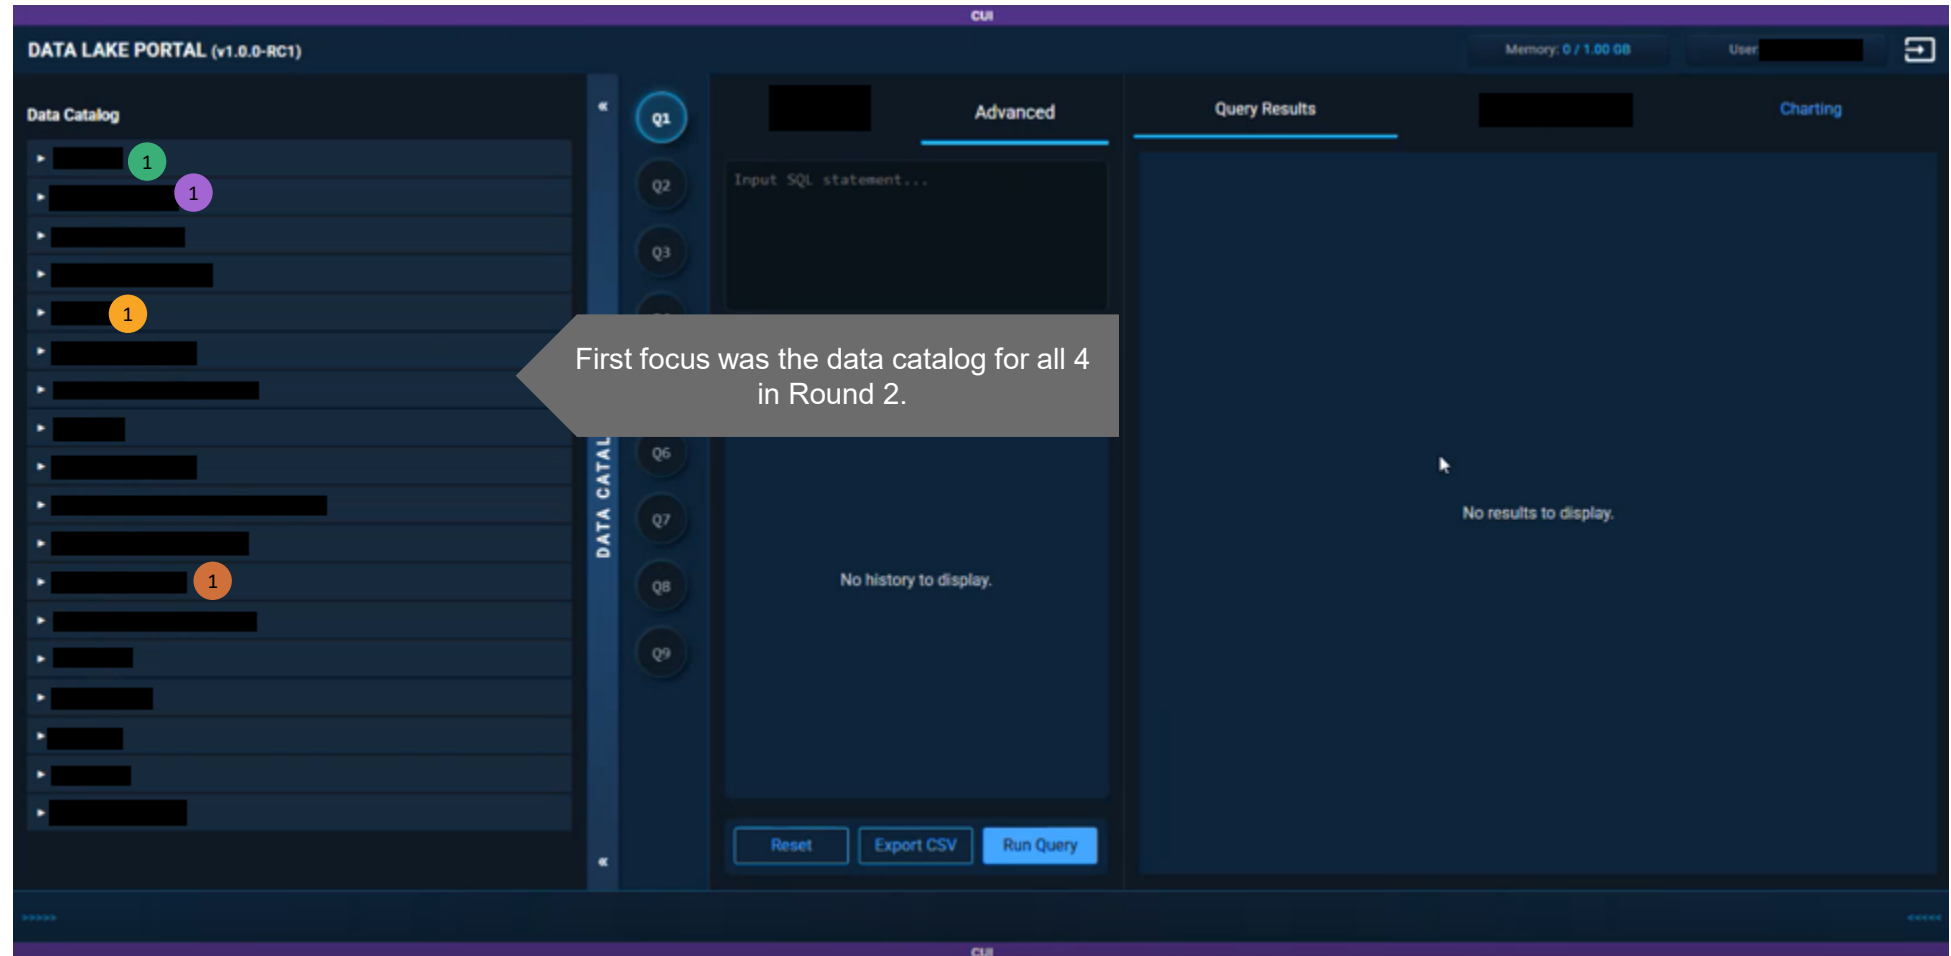 CUI
DATA LAKE PORTAL (v1.0.0-RC1)
Memory: 0 / 1.00 GB
User:
Data Catalog
«
Q1
Advanced
Query Results
Charting
1
1
Q2
Input SQL statement...
Q3
1
First focus was the data catalog for all 4
in Round 2.
DATA CATAL
Q6
No results to display.
Q7
1
Q8
No history to display.
Q9
Reset
Export CSV
Run Query
«
>>>>>
<<<<<
CUI